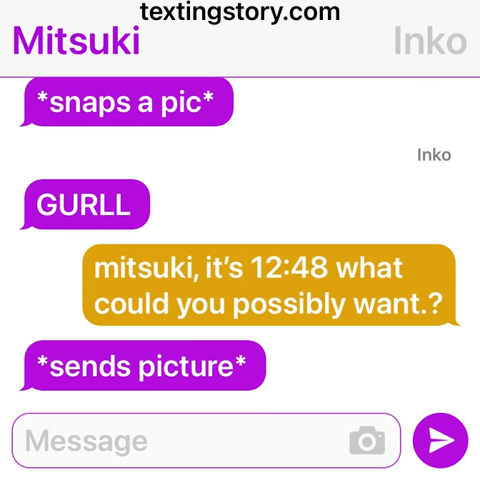 textingstory.com
Mitsuki Inko
*snaps a pic*
Inko
GURLL
mitsuki, it’s 12:48 what
could you possibly want.?
*sends picture*
Message